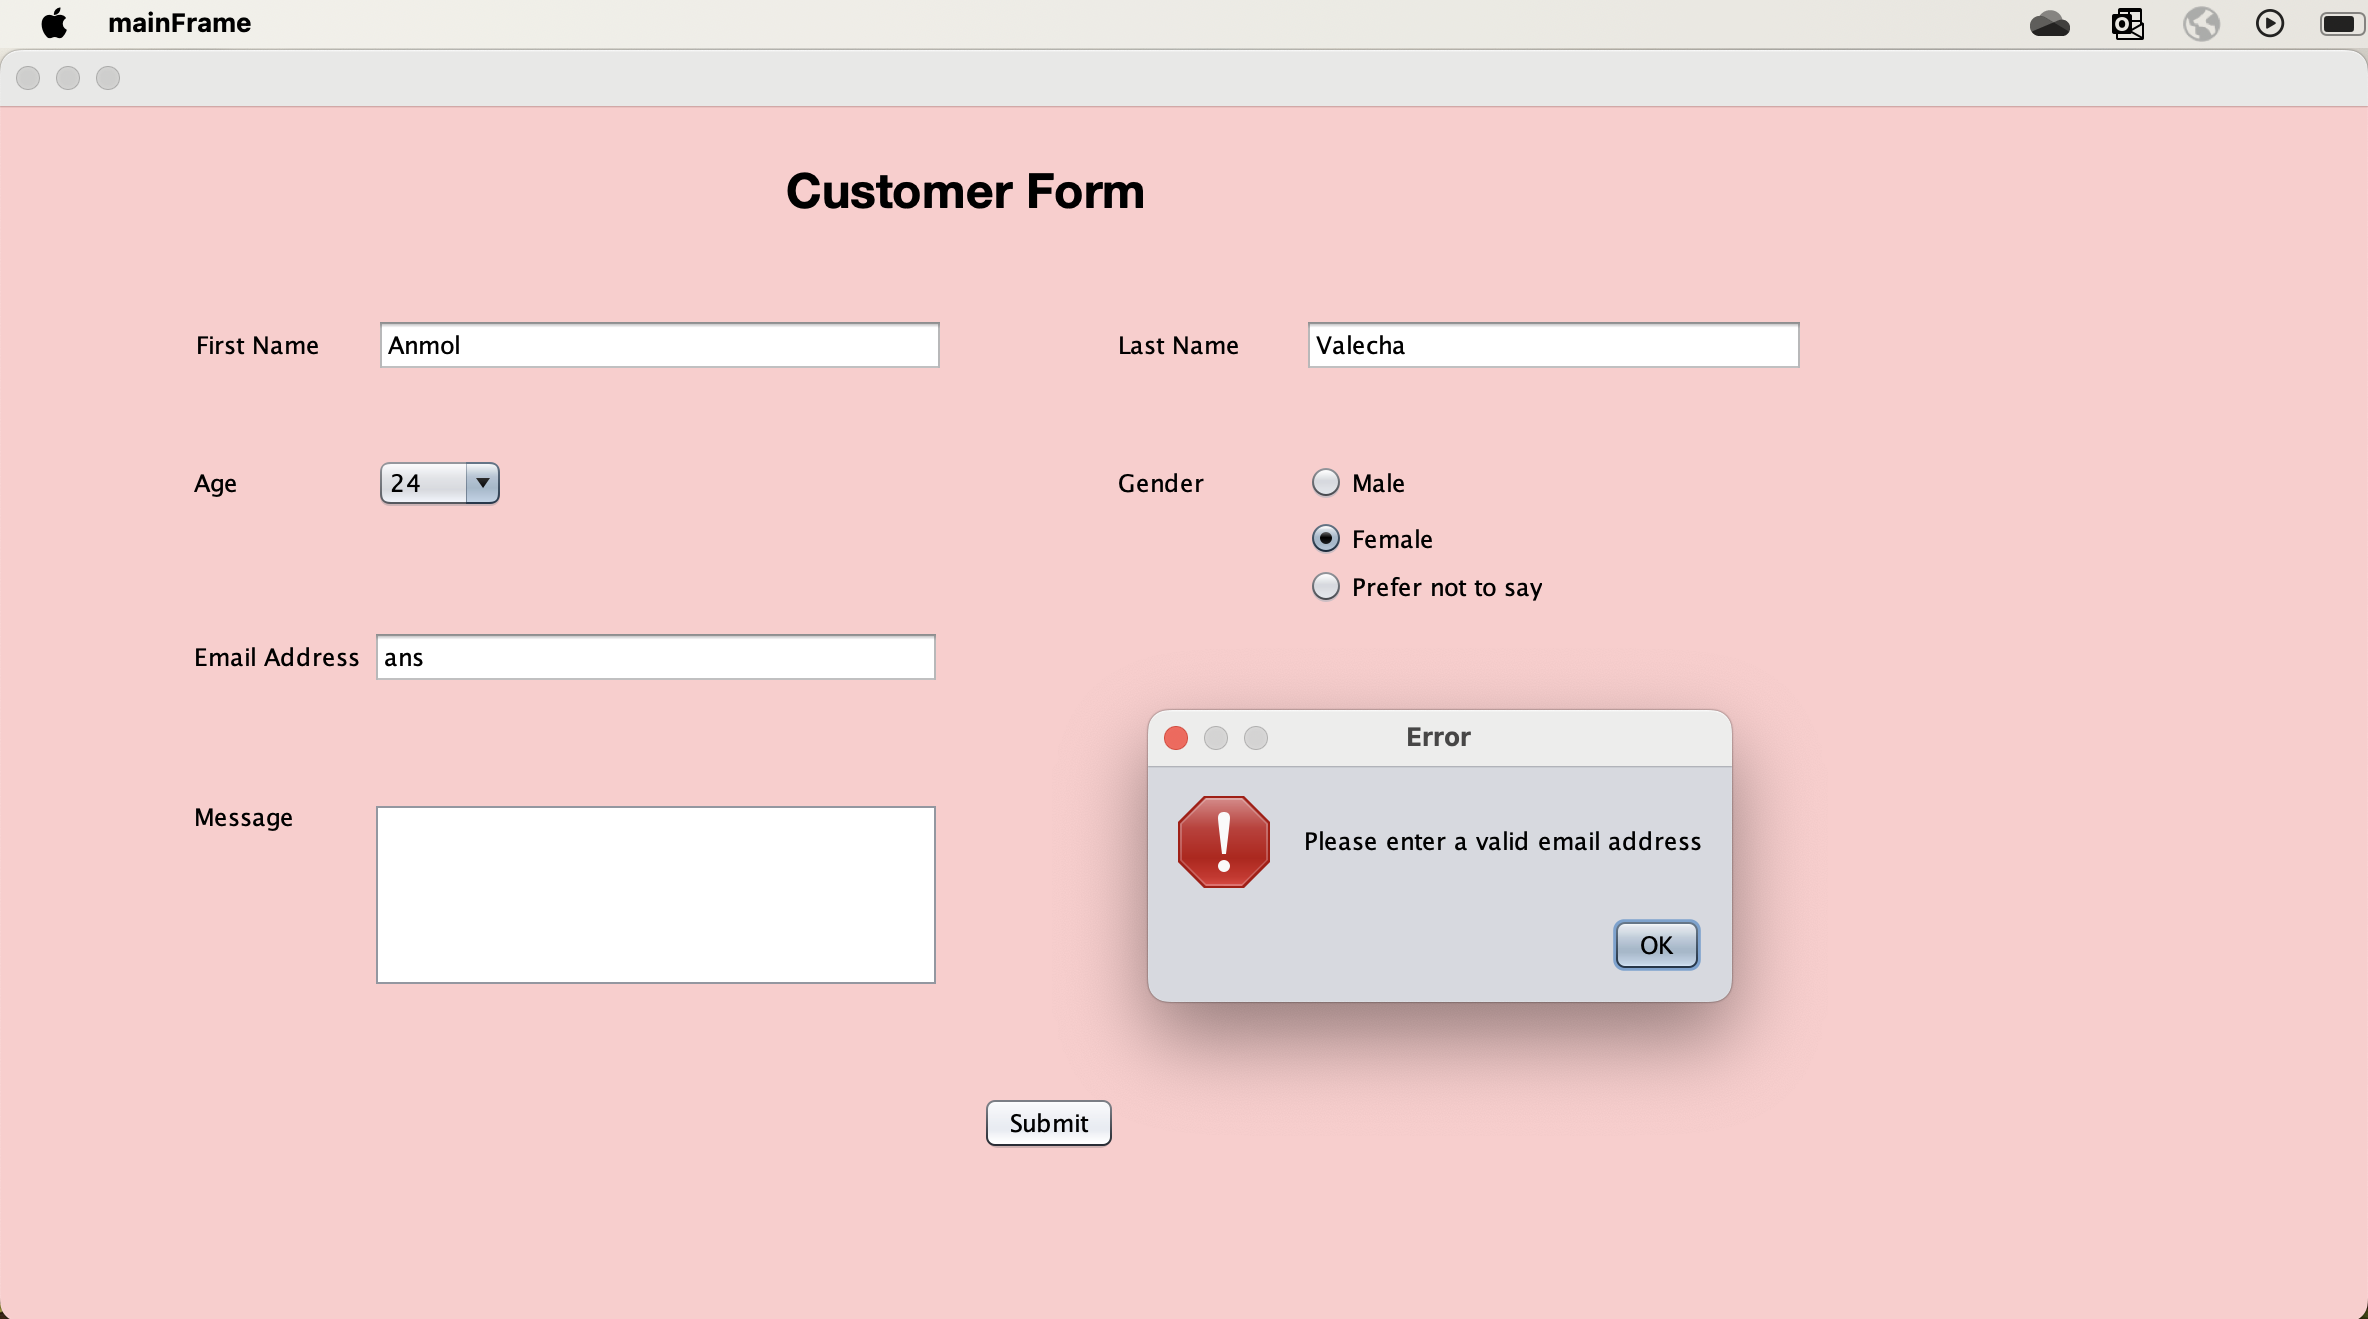 mainFrame
Customer Form
First Name Anmol Last Name Valecha
Age 24 Gender Male
Female
Prefer not to say
Email Address ans
Error
Message Please enter a valid email address
OK
Submit